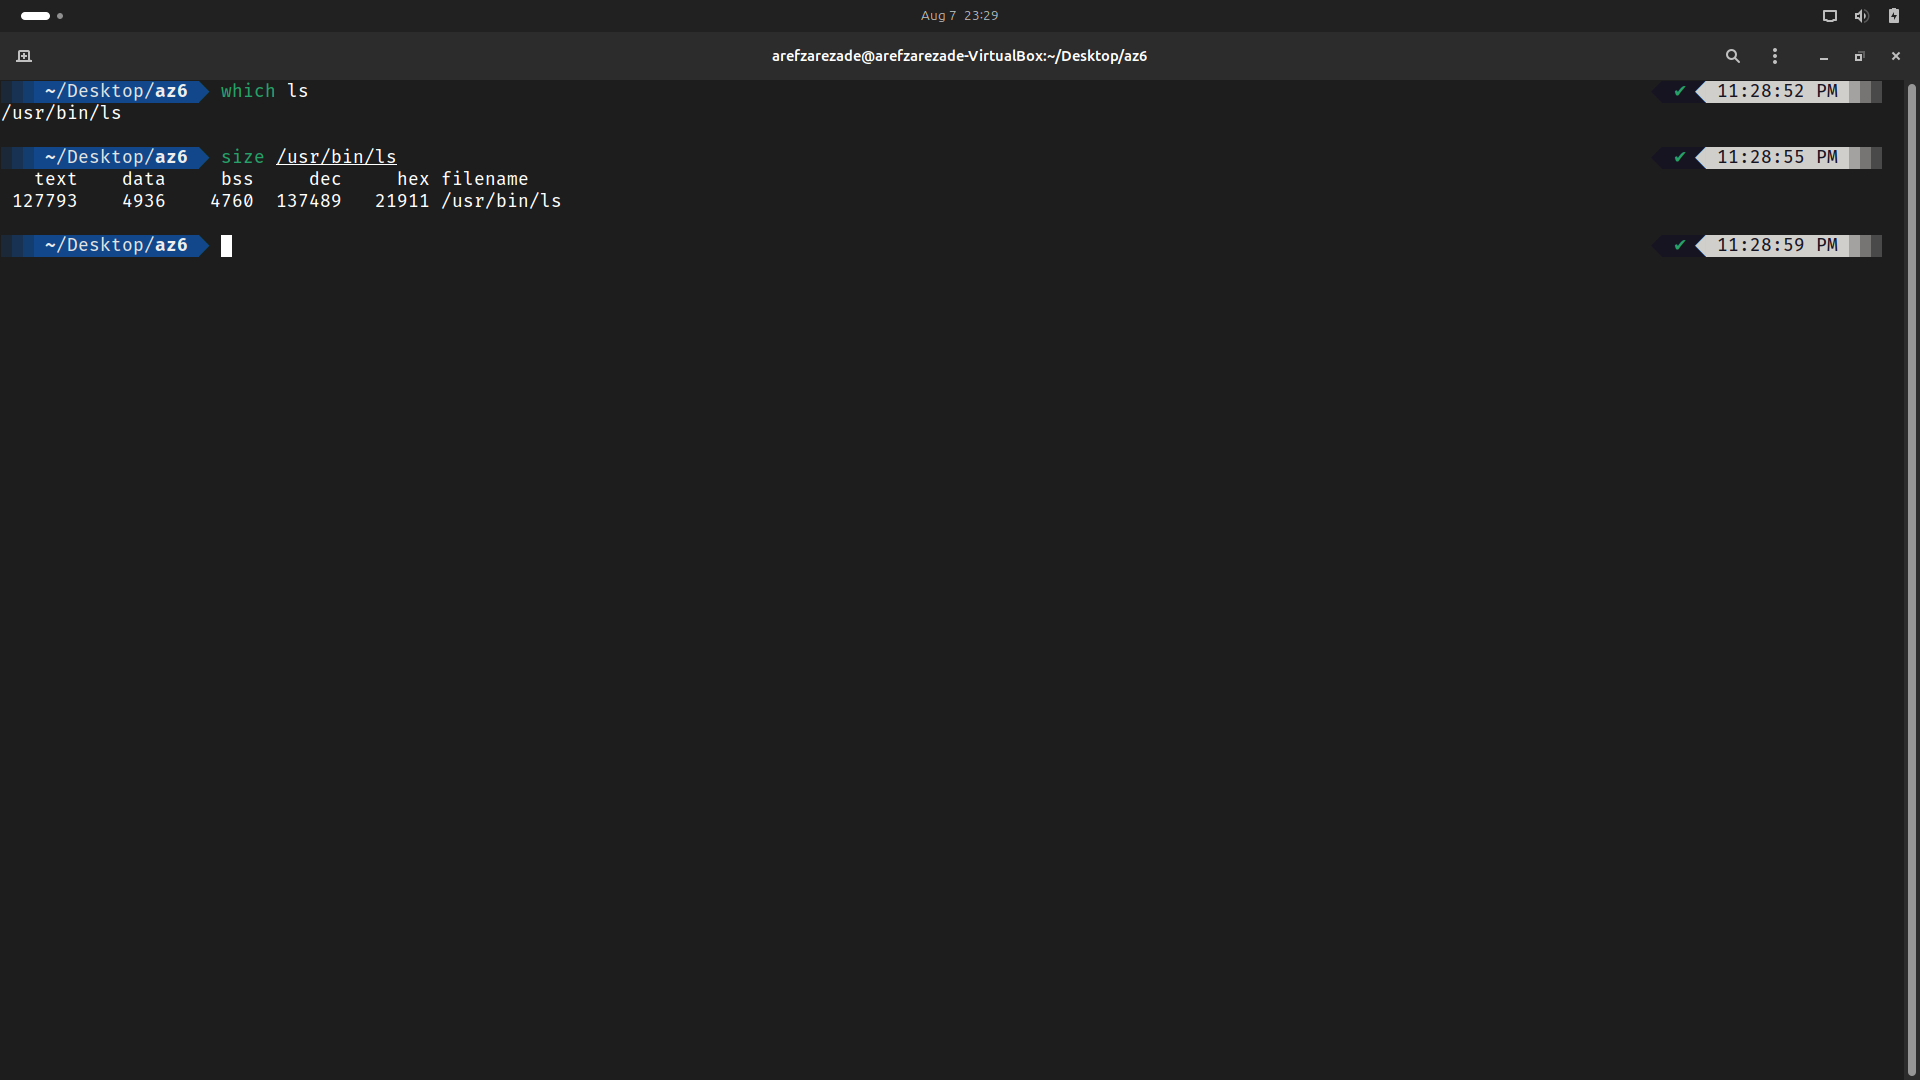 Aug 7 23:29
arefzarezade@arefzarezade-VirtualBox:~/Desktop/az6
~/Desktop/az6 which ls ✔ 11:28:52 PM
/usr/bin/ls
~/Desktop/az6 size /usr/bin/ls ✔ 11:28:55 PM
text data bss dec hex filename
127793 4936 4760 137489 21911 /usr/bin/ls
~/Desktop/az6 ✔ 11:28:59 PM